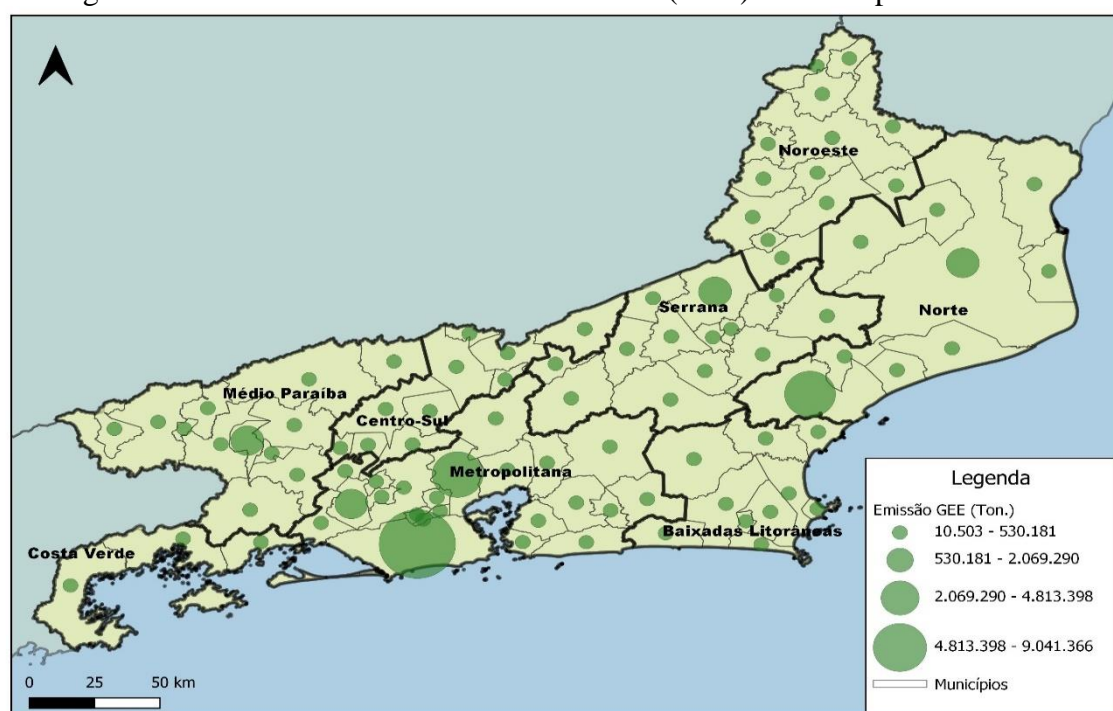 (
)
Noroeste
Serrana
Norte
Médio Paraíba
Centro-Sul
Metropolitana
Costa Verde
Baixadas Litorâneas
Legenda
Emissão GEE (Ton.)
10.503 - 530.181
530.181 - 2.069.290
2.069.290 - 4.813.398
4.813.398 - 9.041.366
Municípios
0 25 50 km